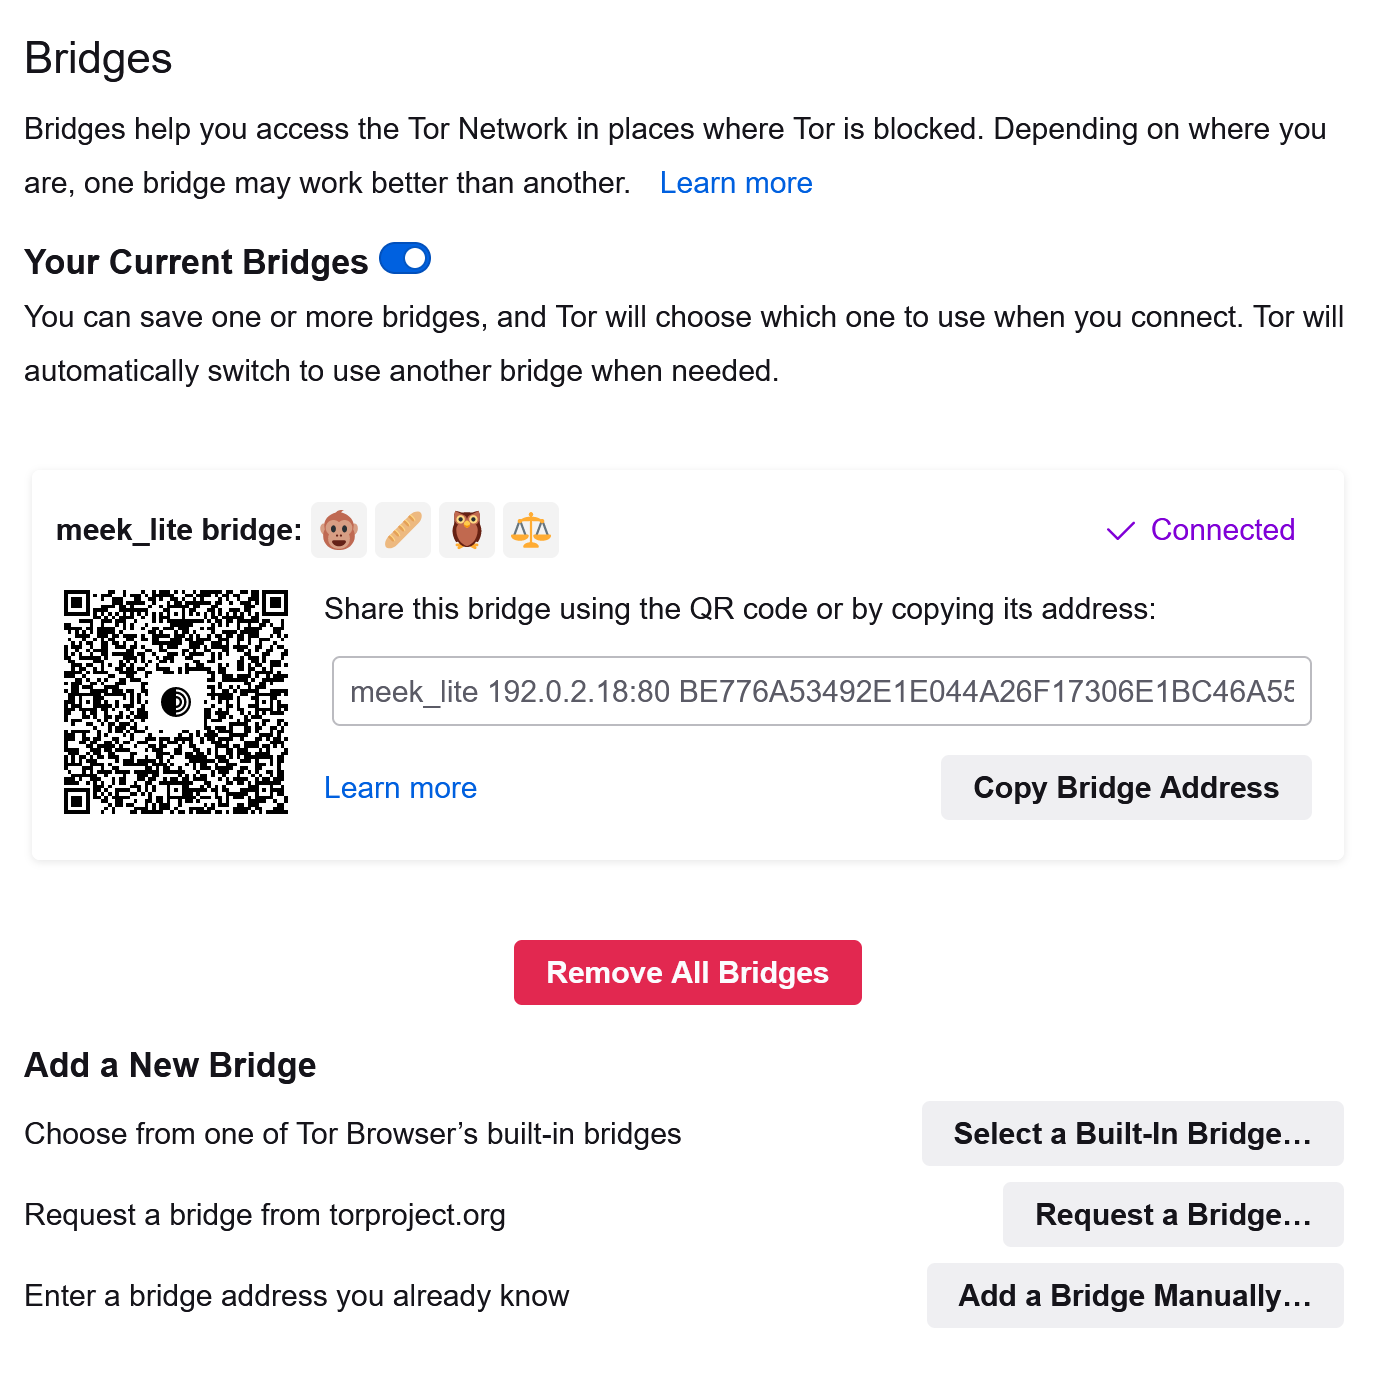 Bridges
Bridges help you access the Tor Network in places where Tor is blocked. Depending on where you
are, one bridge may work better than another. Learn more
Your Current Bridges
You can save one or more bridges, and Tor will choose which one to use when you connect. Tor will
automatically switch to use another bridge when needed.
meek_lite bridge:
Connected
Share this bridge using the QR code or by copying its address:
meek_lite 192.0.2.18:80 BE776A53492E1E044A26F17306E1BC46A55
Learn more
Copy Bridge Address
Remove All Bridges
Add a New Bridge
Choose from one of Tor Browser’s built-in bridges
Select a Built-In Bridge…
Request a bridge from torproject.org
Request a Bridge…
Enter a bridge address you already know
Add a Bridge Manually…